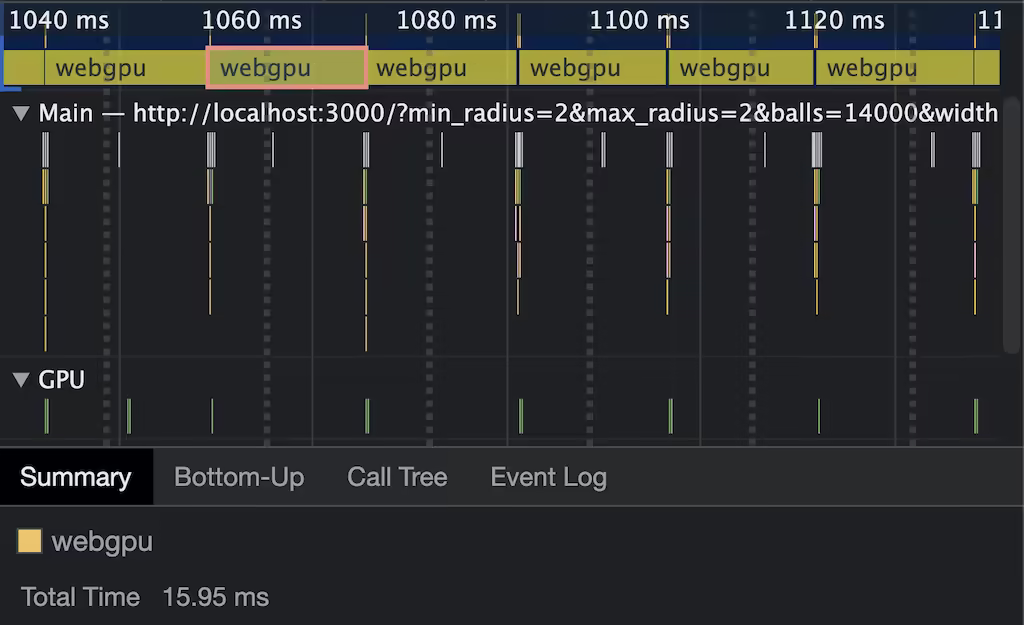 1040 ms 1060 ms 1080 ms 1100 ms 1120 ms 11
webgpu webgpu webgpu webgpu webgpu webgpu
▼ Main — http://localhost:3000/?min_radius=2&max_radius=2&balls=14000&width
▼ GPU
Summary Bottom-Up Call Tree Event Log
webgpu
Total Time 15.95 ms